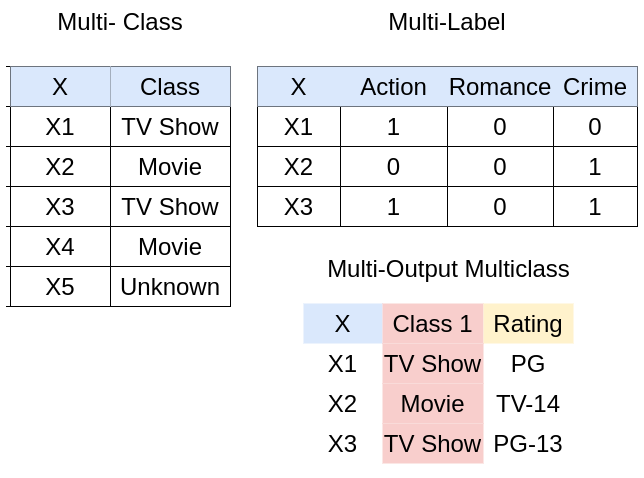 Multi- Class
X Class
X1 TV Show
X2 Movie
X3 TV Show
X4 Movie
X5 Unknown
Multi-Label
X Action Romance Crime
X1 1 0 0
X2 0 0 1
X3 1 0 1
Multi-Output Multiclass
X Class 1 Rating
X1 TV Show PG
X2 Movie TV-14
X3 TV Show PG-13